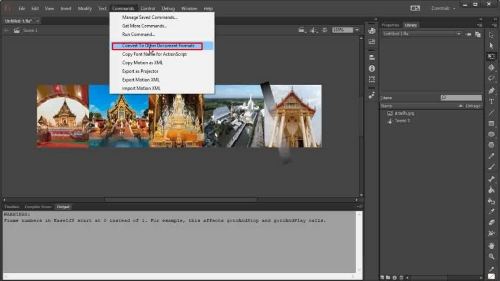 File Edit View Insert Modify Text Commands Control Debug Window Help
Essentials
Untitled-1.fla*
Scene 1
Manage Saved Commands...
Get More Commands...
Run Command...
Convert To Other Document Formats
Copy Font Name for ActionScript
Copy Motion as XML
Export as Projector
Export Motion XML
Import Motion XML
Properties Library
Untitled-1.fla
Name Linkage
Tween 1
Timeline Compiler Errors Output
WARNINGS:
Frame numbers in EaselJS start at 0 instead of 1. For example, this affects gotoAndStop and gotoAndPlay calls.